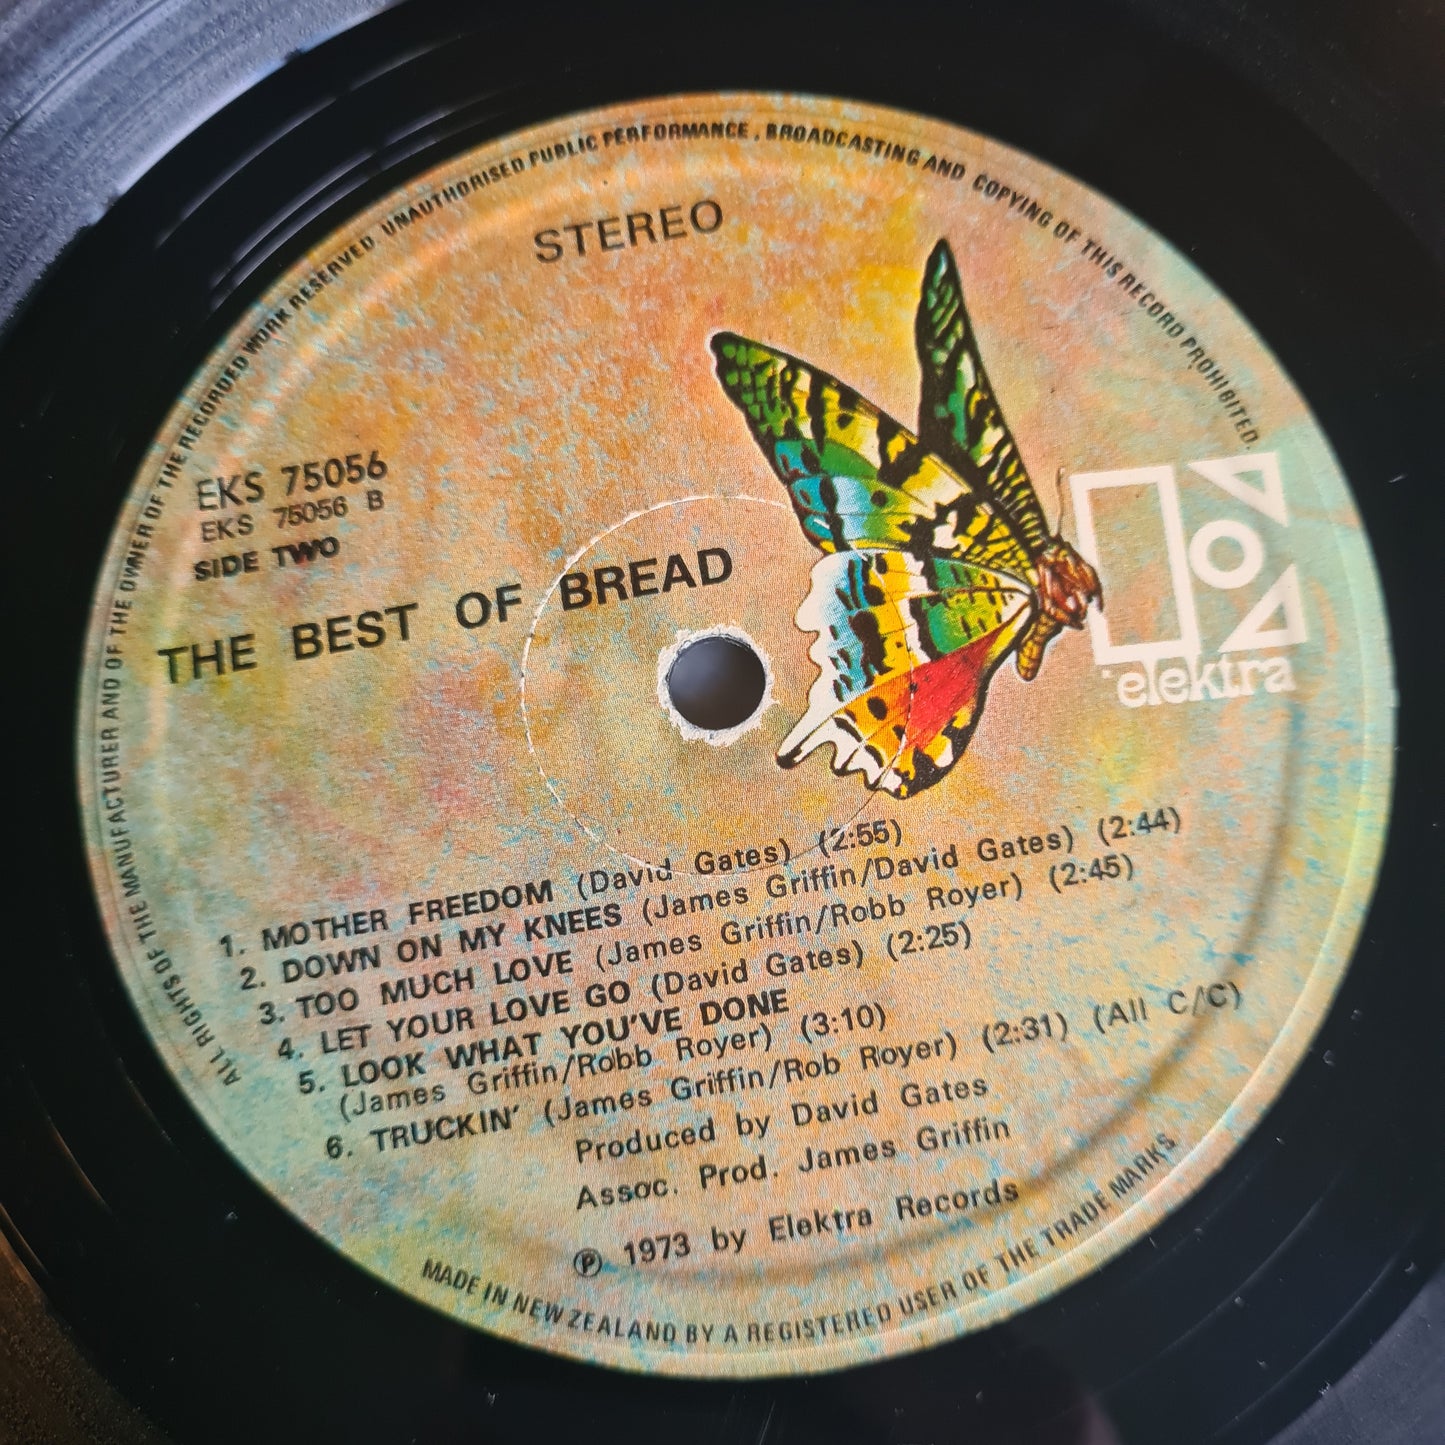 ALL RIGHTS OF THE MANUFACTURER AND OF THE OWNER OF THE RECORDED WORK RESERVED. UNAUTHORISED PUBLIC PERFORMANCE, BROADCASTING AND COPYING OF THIS RECORD PROHIBITED.
STEREO
EKS 75056
EKS 75056 B
SIDE TWO
THE BEST OF BREAD
elektra
1. MOTHER FREEDOM (David Gates) (2:55)
2. DOWN ON MY KNEES (James Griffin/David Gates) (2:44)
3. TOO MUCH LOVE (James Griffin/Robb Royer) (2:45)
4. LET YOUR LOVE GO (David Gates) (2:25)
5. LOOK WHAT YOU'VE DONE
(James Griffin/Robb Royer) (3:10)
6. TRUCKIN' (James Griffin/Rob Royer) (2:31) (All C/C)
Produced by David Gates
Assoc. Prod. James Griffin
℗ 1973 by Elektra Records
MADE IN NEW ZEALAND BY A REGISTERED USER OF THE TRADE MARKS